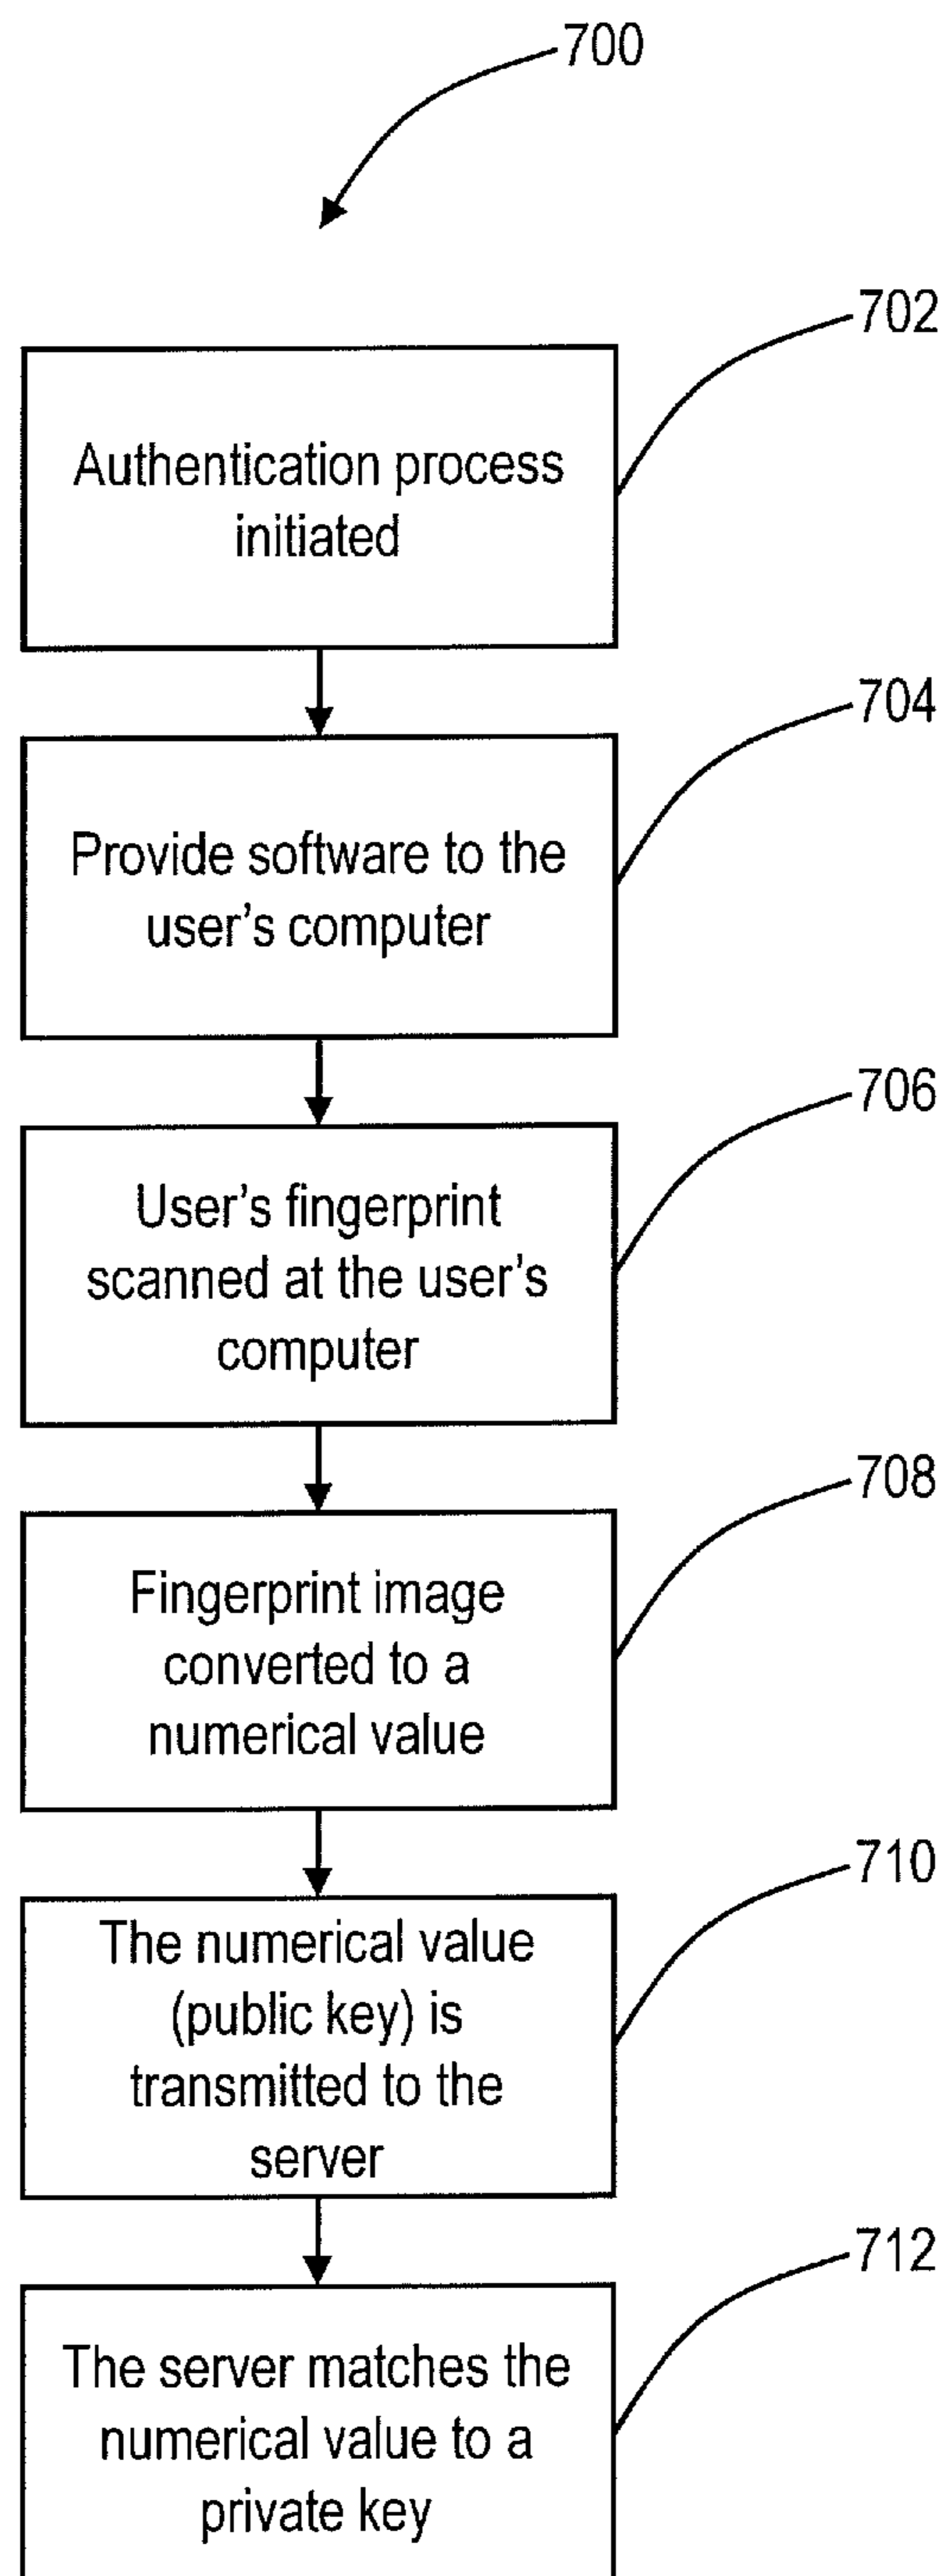 700
702
Authentication process
initiated
704
Provide software to the
user's computer
706
User's fingerprint
scanned at the user's
computer
708
Fingerprint image
converted to a
numerical value
710
The numerical value
(public key) is
transmitted to the
server
712
The server matches the
numerical value to a
private key